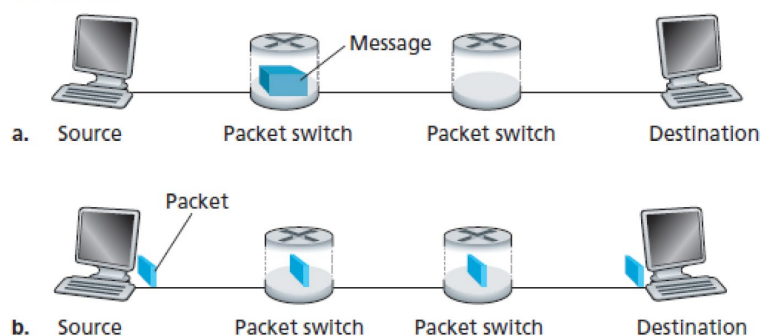 Message
a. Source Packet switch Packet switch Destination
Packet
b. Source Packet switch Packet switch Destination